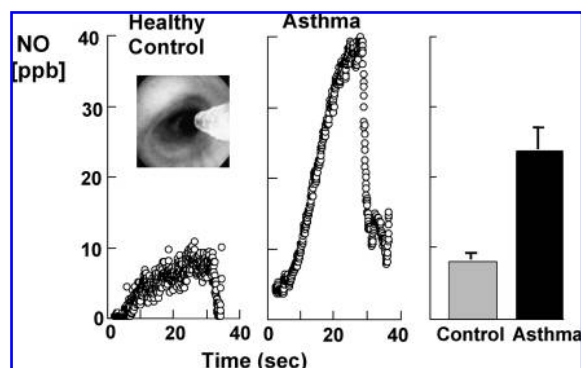 Healthy
Control
Asthma
NO
[ppb]
40
30
20
10
0
0
20
40
0
20
40
Time (sec)
Control
Asthma